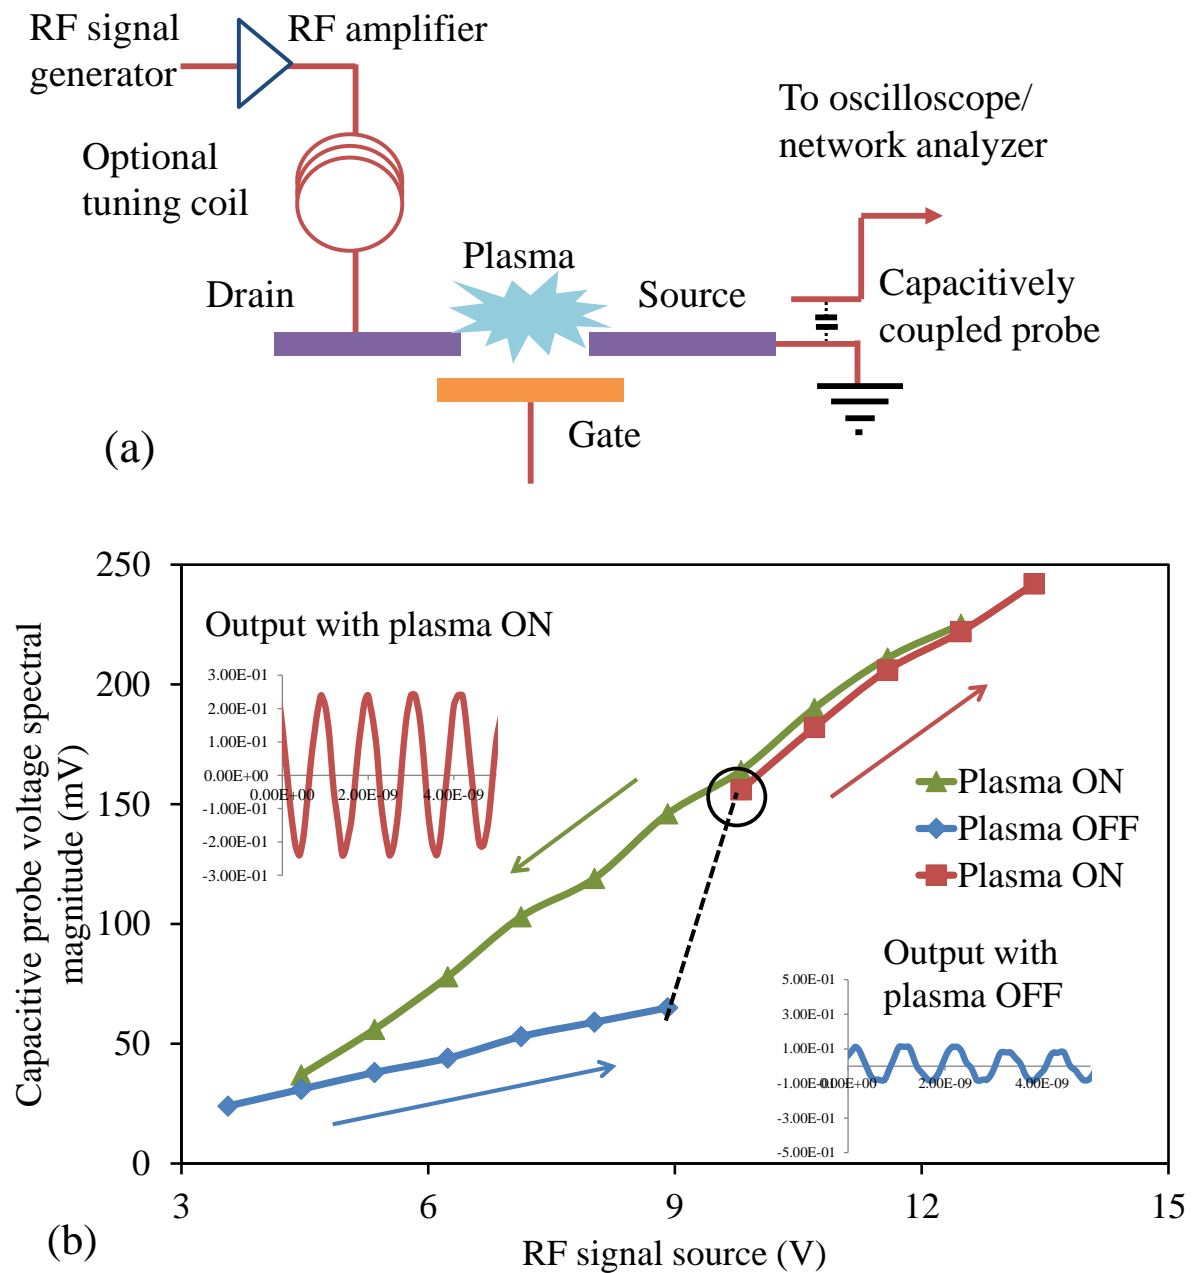 RF signal
generator
RF amplifier
To oscilloscope/
network analyzer
Optional
tuning coil
Plasma
Drain
Source
Capacitively
coupled probe
Gate
(a)
Capacitive probe voltage spectral
magnitude (mV)
250
200
150
100
50
0
Output with plasma ON
3.00E-01
2.00E-01
1.00E-01
0.00E+00
-1.00E-01
-2.00E-01
-3.00E-01
0.00E+00 2.00E-09 4.00E-09
Plasma ON
Plasma OFF
Plasma ON
Output with
plasma OFF
5.00E-01
3.00E-01
1.00E-01
-1.00E-01
-3.00E-01
-5.00E-01
0.00E+00 2.00E-09 4.00E-09
3 6 9 12 15
RF signal source (V)
(b)